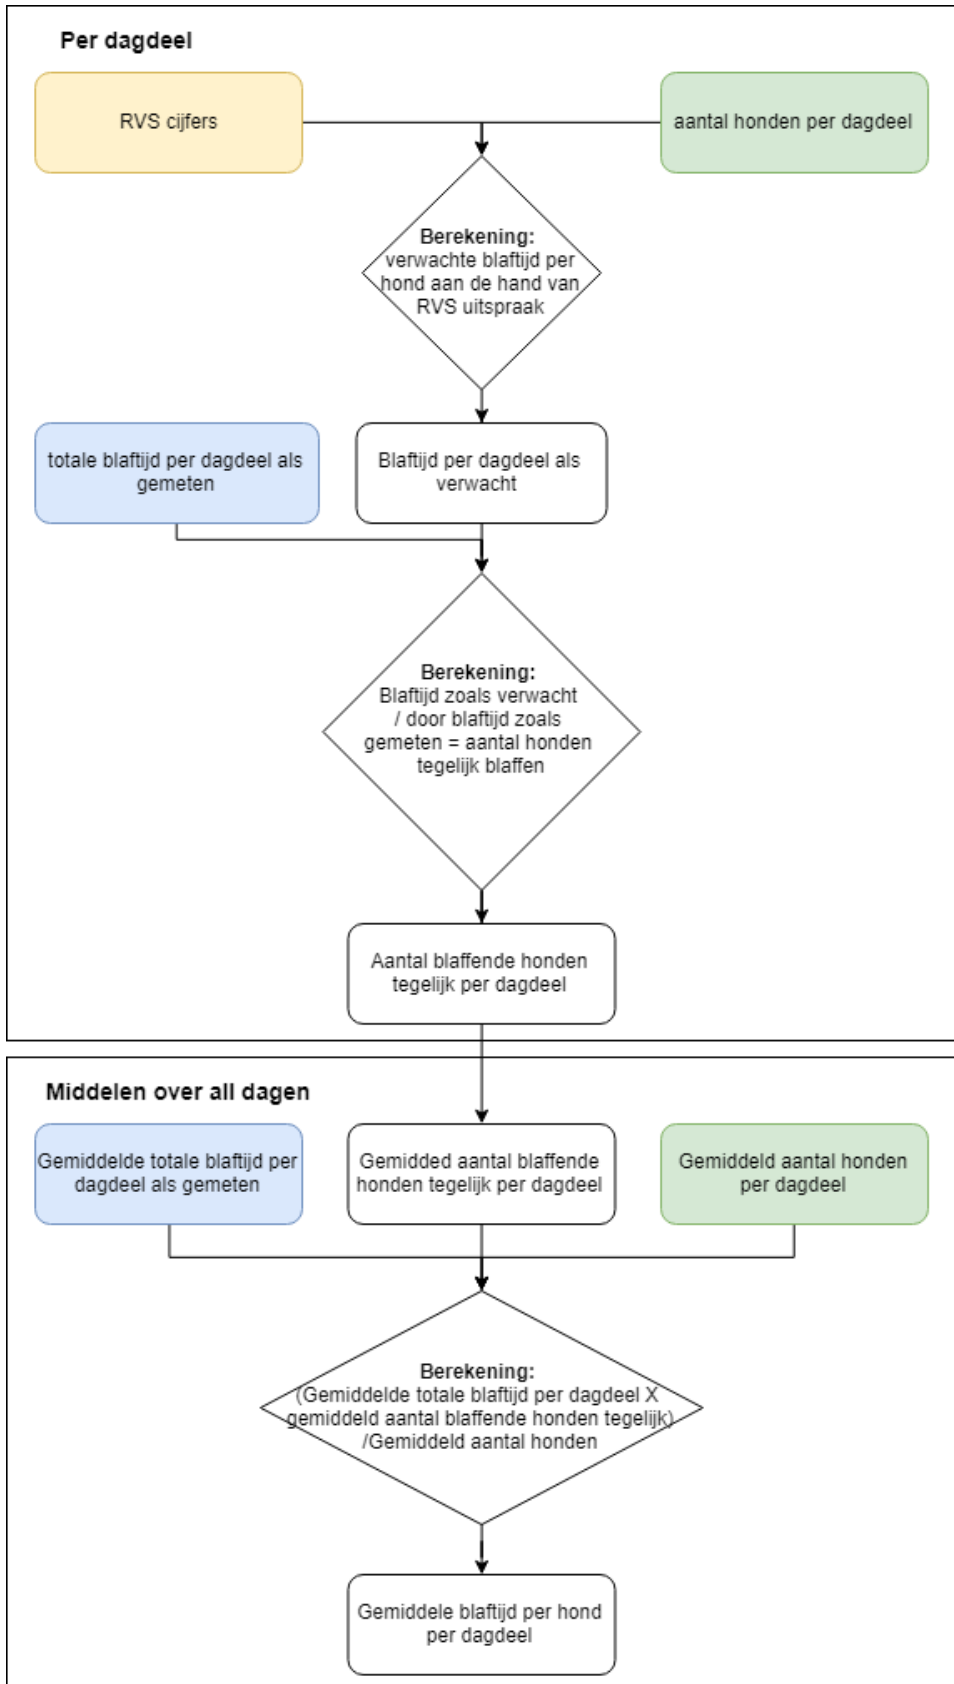 Per dagdeel
RVS cijfers
aantal honden per dagdeel
Berekening:
verwachte blaftijd per
hond aan de hand van
RVS uitspraak
totale blaftijd per dagdeel als
gemeten
Blaftijd per dagdeel als
verwacht
Berekening:
Blaftijd zoals verwacht
/ door blaftijd zoals
gemeten = aantal honden
tegelijk blaffen
Aantal blaffende honden
tegelijk per dagdeel
Middelen over all dagen
Gemiddelde totale blaftijd per
dagdeel als gemeten
Gemidded aantal blaffende
honden tegelijk per dagdeel
Gemiddeld aantal honden
per dagdeel
Berekening:
(Gemiddelde totale blaftijd per dagdeel X
gemiddeld aantal blaffende honden tegelijk)
/Gemiddeld aantal honden
Gemiddele blaftijd per hond
per dagdeel